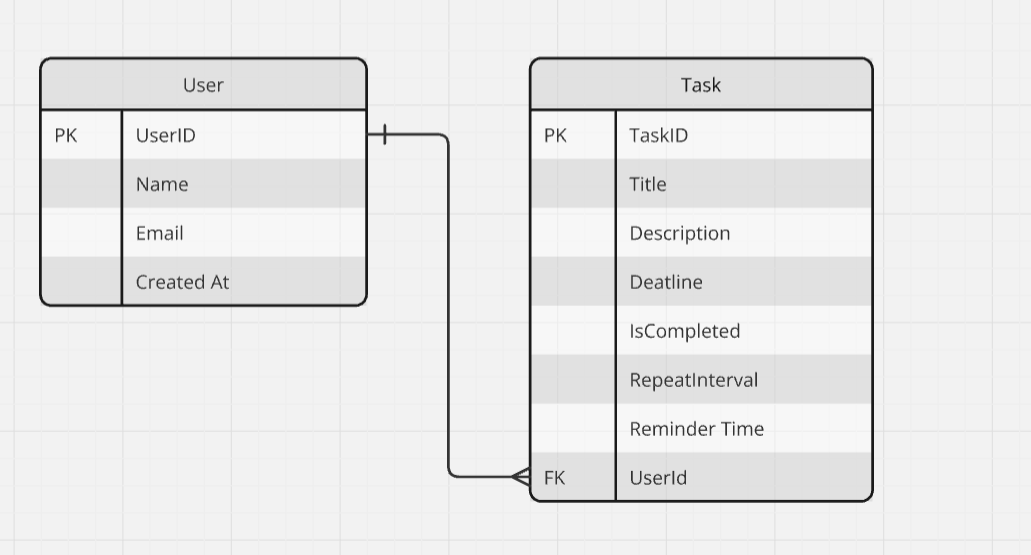 User
PK UserID
Name
Email
Created At
Task
PK TaskID
Title
Description
Deatline
IsCompleted
RepeatInterval
Reminder Time
FK UserId